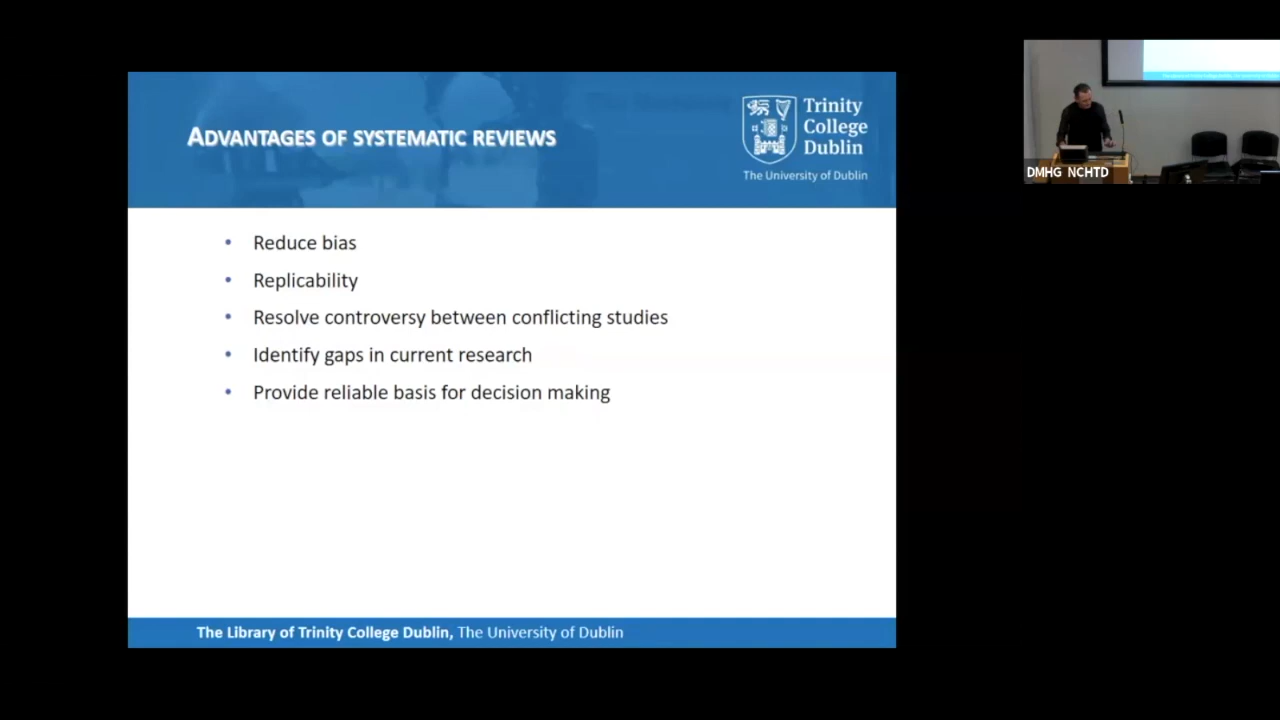 ADVANTAGES OF SYSTEMATIC REVIEWS
Trinity
College
Dublin
The University of Dublin
• Reduce bias
• Replicability
• Resolve controversy between conflicting studies
• Identify gaps in current research
• Provide reliable basis for decision making
The Library of Trinity College Dublin, The University of Dublin
DMHG NCHTD